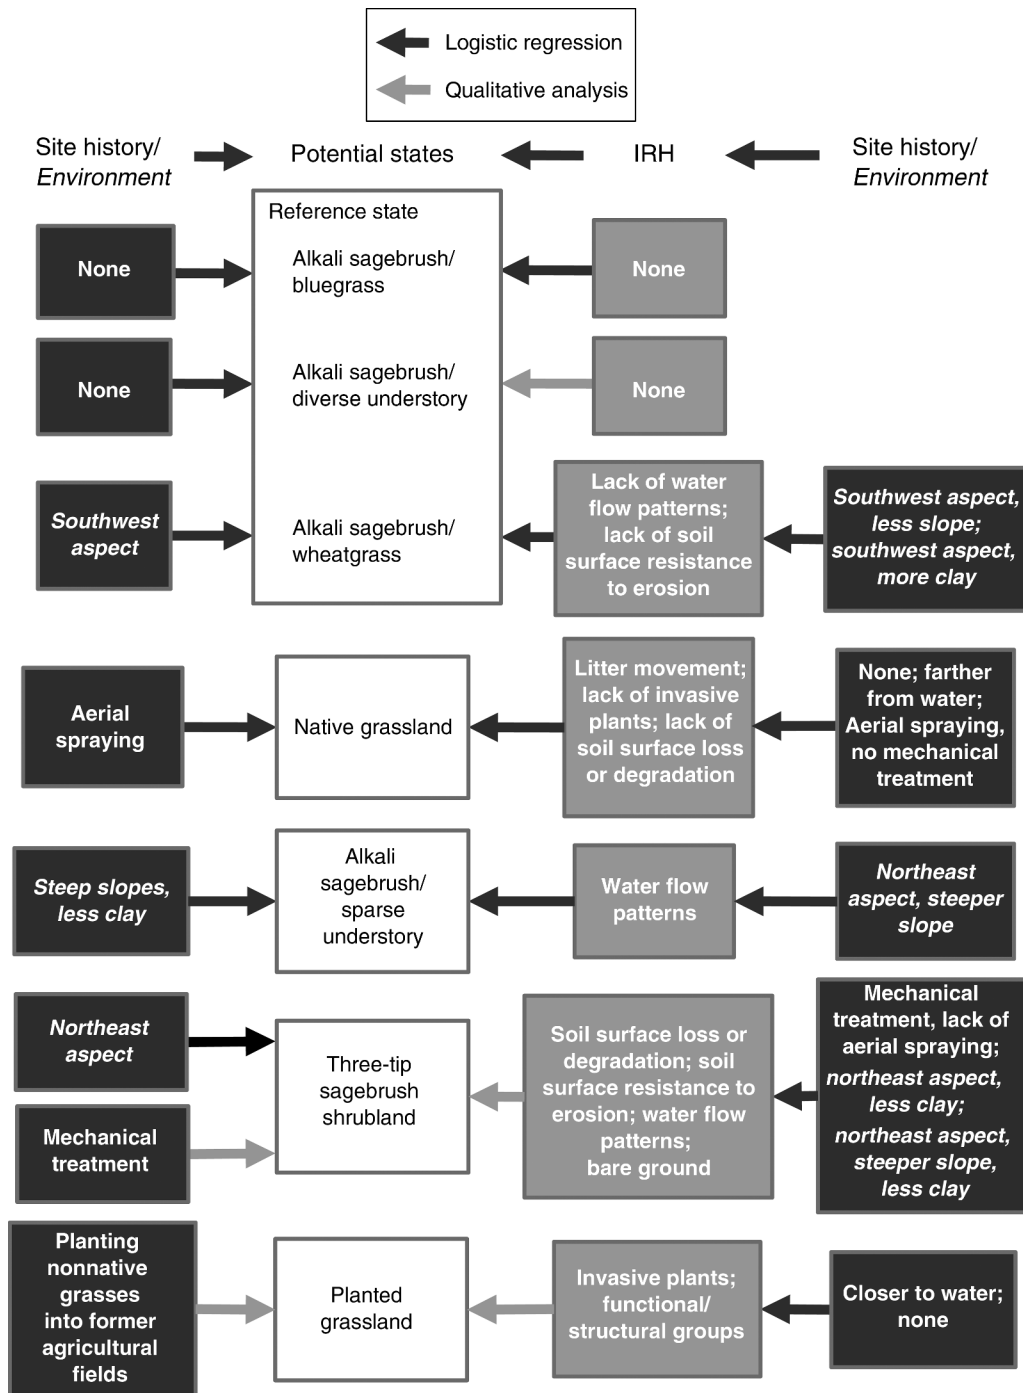 Logistic regression
Qualitative analysis
Site history/
Environment
Potential states
IRH
Site history/
Environment
Reference state
None
Alkali sagebrush/
bluegrass
None
None
Alkali sagebrush/
diverse understory
None
Southwest
aspect
Alkali sagebrush/
wheatgrass
Lack of water
flow patterns;
lack of soil
surface resistance
to erosion
Southwest aspect,
less slope;
southwest aspect,
more clay
Aerial
spraying
Native grassland
Litter movement;
lack of invasive
plants; lack of
soil surface loss
or degradation
None; farther
from water;
Aerial spraying,
no mechanical
treatment
Steep slopes,
less clay
Alkali
sagebrush/
sparse
understory
Water flow
patterns
Northeast
aspect, steeper
slope
Northeast
aspect
Mechanical
treatment
Three-tip
sagebrush
shrubland
Soil surface loss or
degradation; soil
surface resistance to
erosion; water flow
patterns;
bare ground
Mechanical
treatment, lack of
aerial spraying;
northeast aspect,
less clay;
northeast aspect,
steeper slope,
less clay
Planting
nonnative
grasses
into former
agricultural
fields
Planted
grassland
Invasive plants;
functional/
structural groups
Closer to water;
none